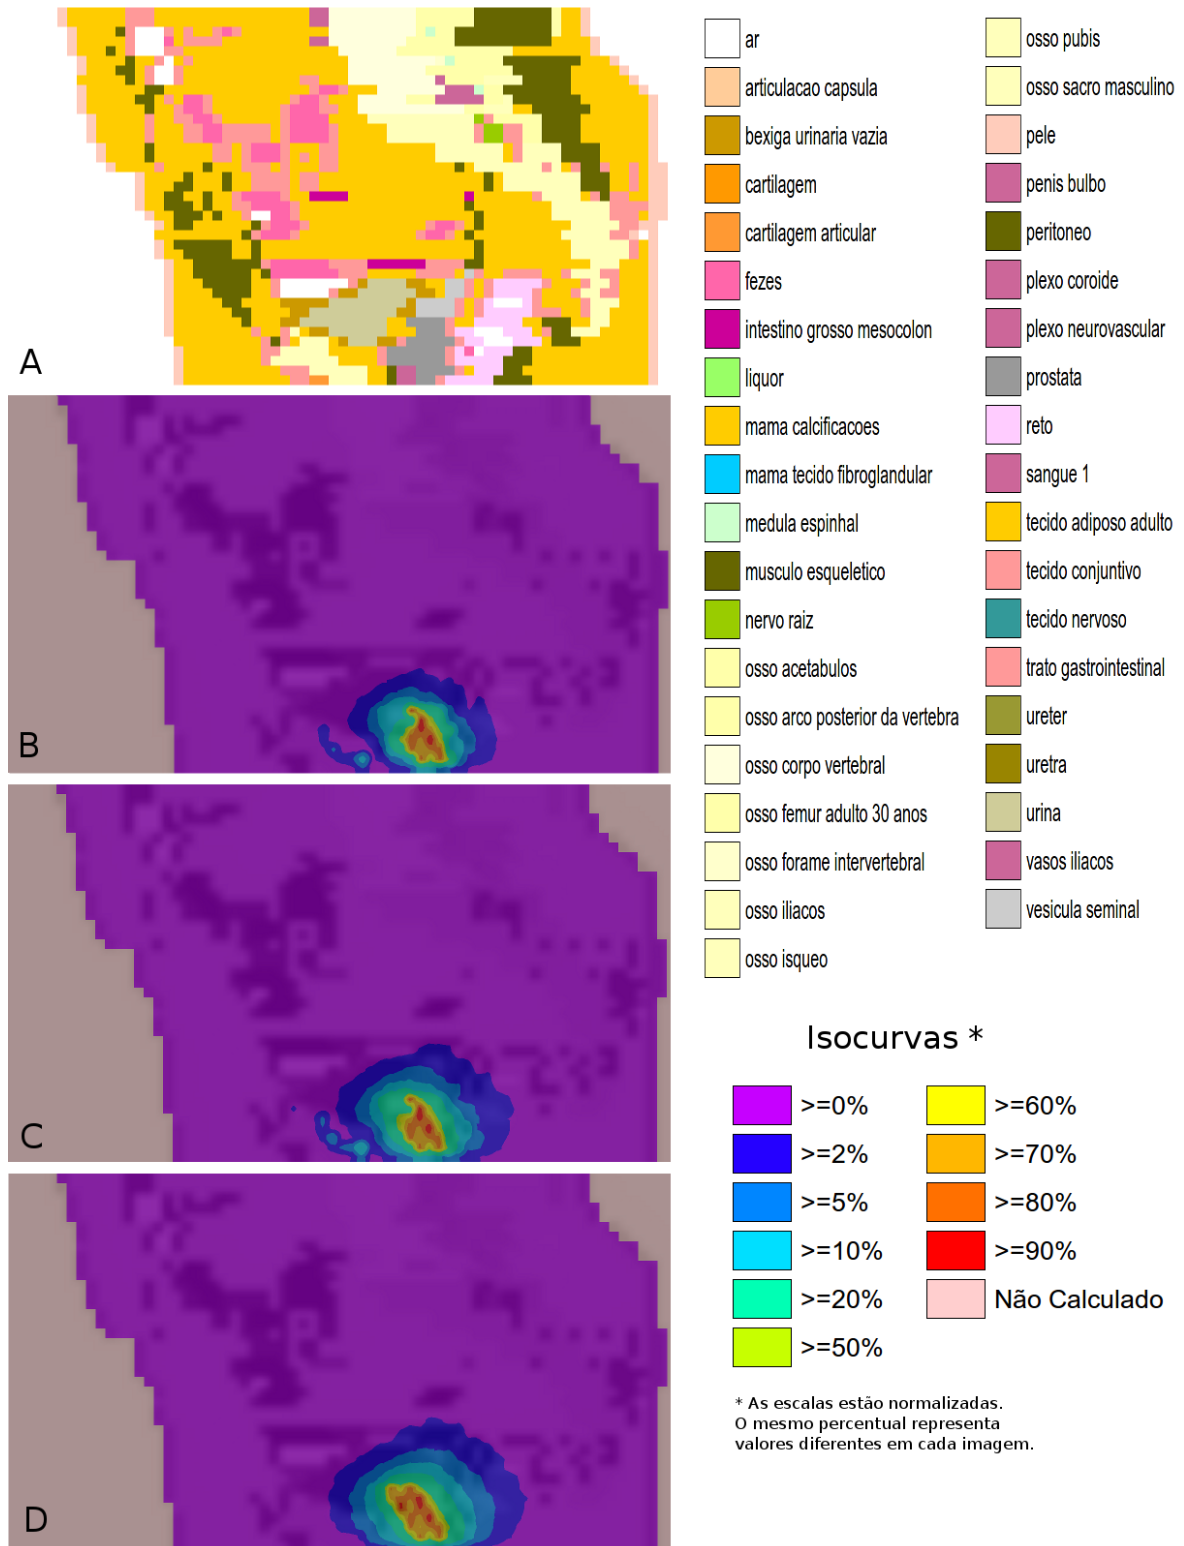 A
B
C
D
ar
articulacao capsula
bexiga urinaria vazia
cartilagem
cartilagem articular
fezes
intestino grosso mesocolon
liquor
mama calcificacoes
mama tecido fibroglandular
medula espinhal
musculo esqueletico
nervo raiz
osso acetabulos
osso arco posterior da vertebra
osso corpo vertebral
osso femur adulto 30 anos
osso forame intervertebral
osso iliacos
osso isqueo
osso pubis
osso sacro masculino
pele
penis bulbo
peritoneo
plexo coroide
plexo neurovascular
prostata
reto
sangue 1
tecido adiposo adulto
tecido conjuntivo
tecido nervoso
trato gastrointestinal
ureter
uretra
urina
vasos iliacos
vesicula seminal
Isocurvas *
>=0%
>=2%
>=5%
>=10%
>=20%
>=50%
>=60%
>=70%
>=80%
>=90%
Não Calculado
* As escalas estão normalizadas.
O mesmo percentual representa
valores diferentes em cada imagem.